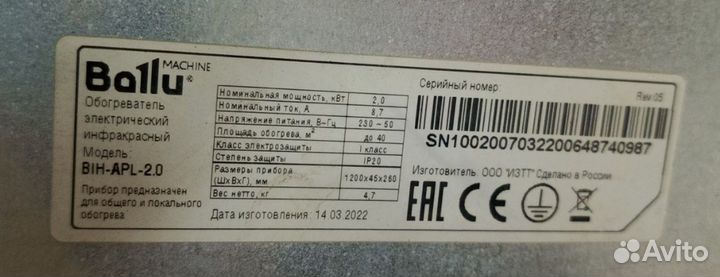 Ballu® MACHINE
Обогреватель
электрический
инфракрасный
Модель:
BIH-APL-2.0
Прибор предназначен
для общего и локального
обогрева
Номинальная мощность, кВт 2,0
Номинальный ток, А 8,7
Напряжение питания, В~Гц 230~50
Площадь обогрева, м² до 40
Класс электрозащиты I класс
Степень защиты IP20
Размеры прибора
(ШхВхГ), мм 1200x45x260
Вес нетто, кг 4,7
Дата изготовления: 14.03.2022
Серийный номер:
Rev.05
SN1002007032200648740987
Изготовитель: ООО "ИЗТТ" Сделано в России
EAC CE
Avito